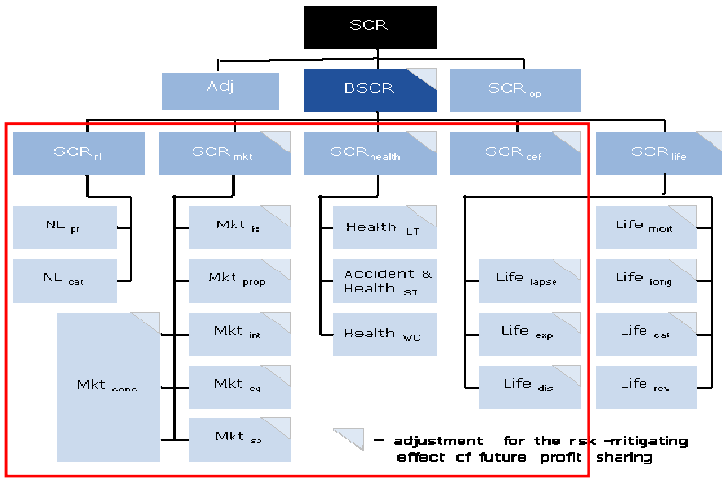 SCR
Adj
BSCR
SCR op
SCR nl
SCR mkt
SCR health
SCR def
SCR life
NL pr
Mkt fx
Health LT
Life mort
NL cat
Mkt prop
Accident &
Health ST
Life lapse
Life long
Mkt int
Health WC
Life exp
Life cat
Mkt conc
Mkt eq
Life dis
Life rev
Mkt sp
= adjustment for the risk-mitigating
effect of future profit sharing